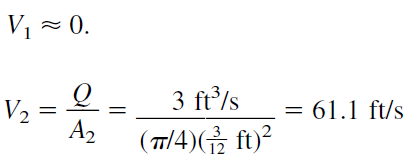 V₁ ≈ 0.
V₂ = Q/A₂ = 3 ft³/s / (π/4)(3/12 ft)² = 61.1 ft/s